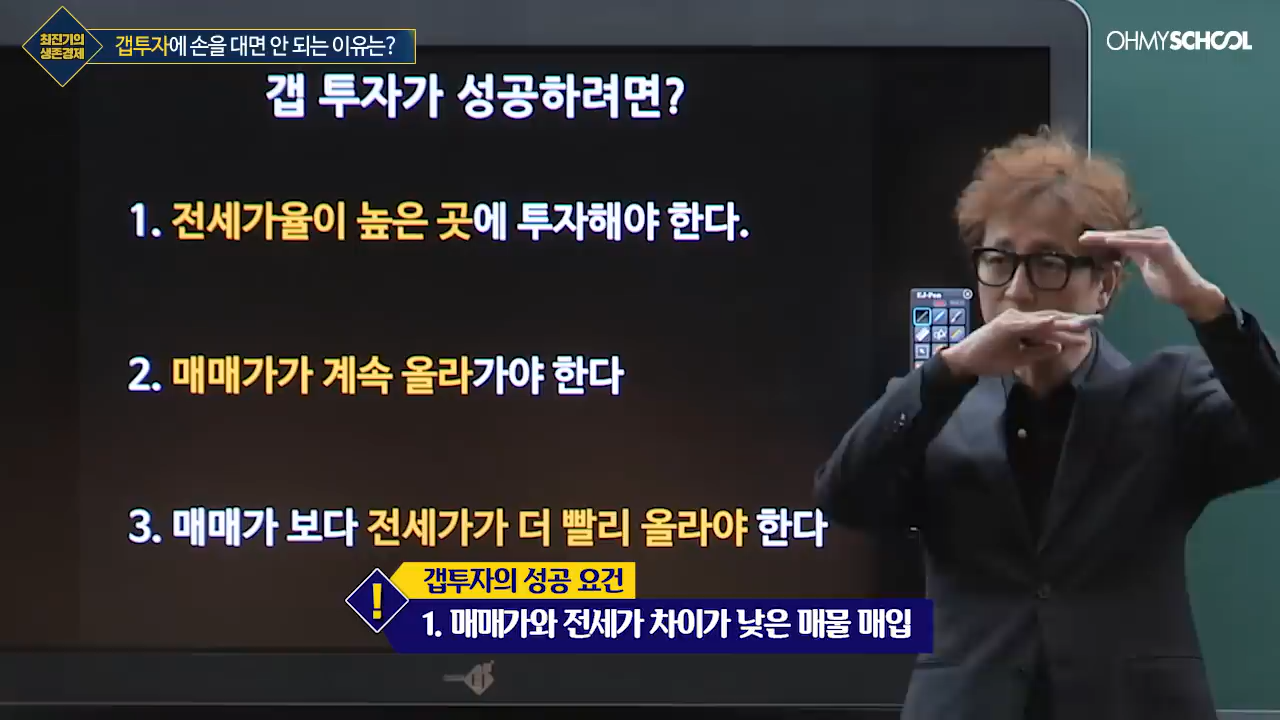 최진기의
생존경제
갭투자에 손을 대면 안 되는 이유는?
OHMYSCHOOL
갭 투자가 성공하려면?
1. 전세가율이 높은 곳에 투자해야 한다.
2. 매매가가 계속 올라가야 한다
EJ-Pen
3. 매매가 보다 전세가가 더 빨리 올라야 한다
갭투자의 성공 요건
1. 매매가와 전세가 차이가 낮은 매물 매입